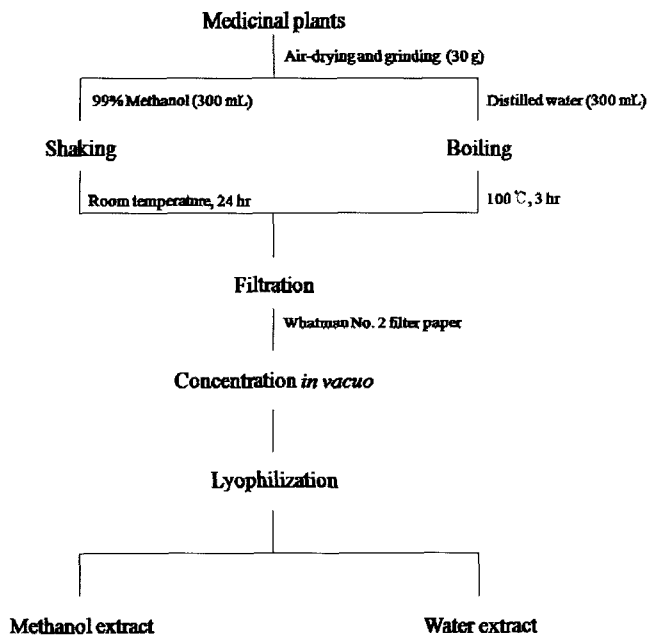 Medicinal plants
Air-drying and grinding (30 g)
99% Methanol (300 mL)
Distilled water (300 mL)
Shaking
Boiling
Room temperature, 24 hr
100 ℃, 3 hr
Filtration
Whatman No. 2 filter paper
Concentration in vacuo
Lyophilization
Methanol extract
Water extract